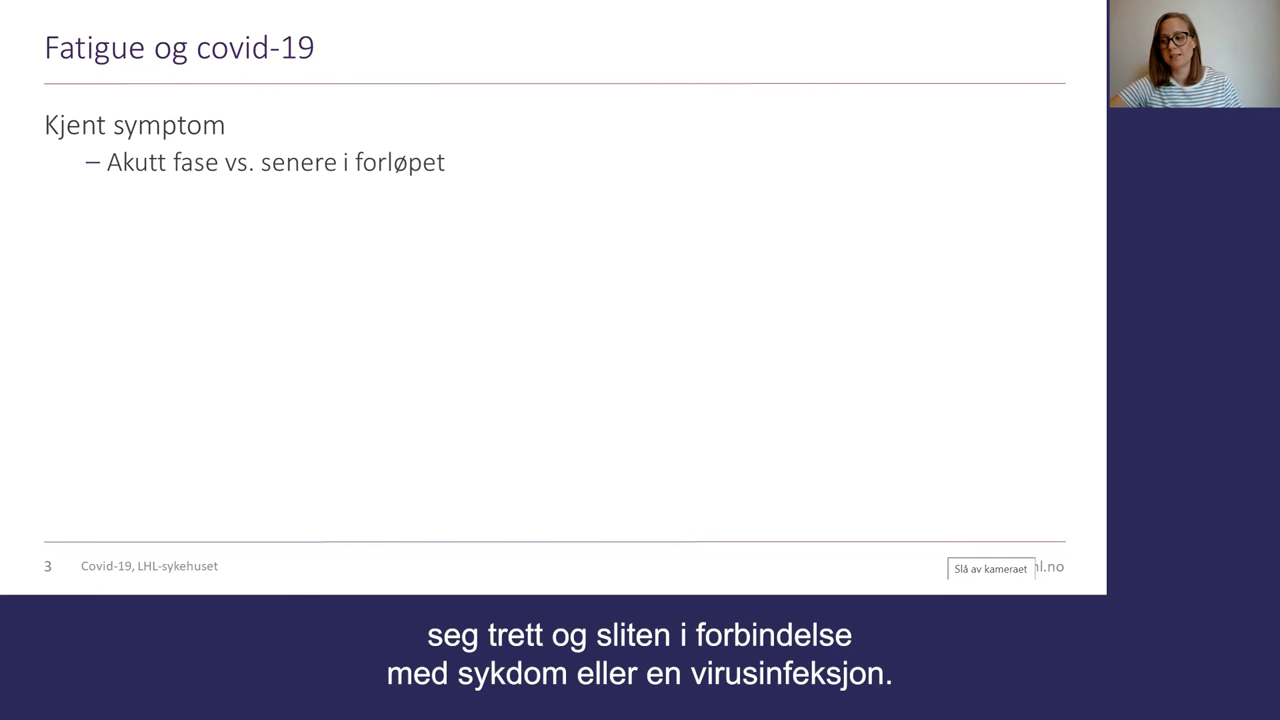 Fatigue og covid-19
Kjent symptom
– Akutt fase vs. senere i forløpet
3 Covid-19, LHL-sykehuset
Slå av kameraet
seg trett og sliten i forbindelse
med sykdom eller en virusinfeksjon.